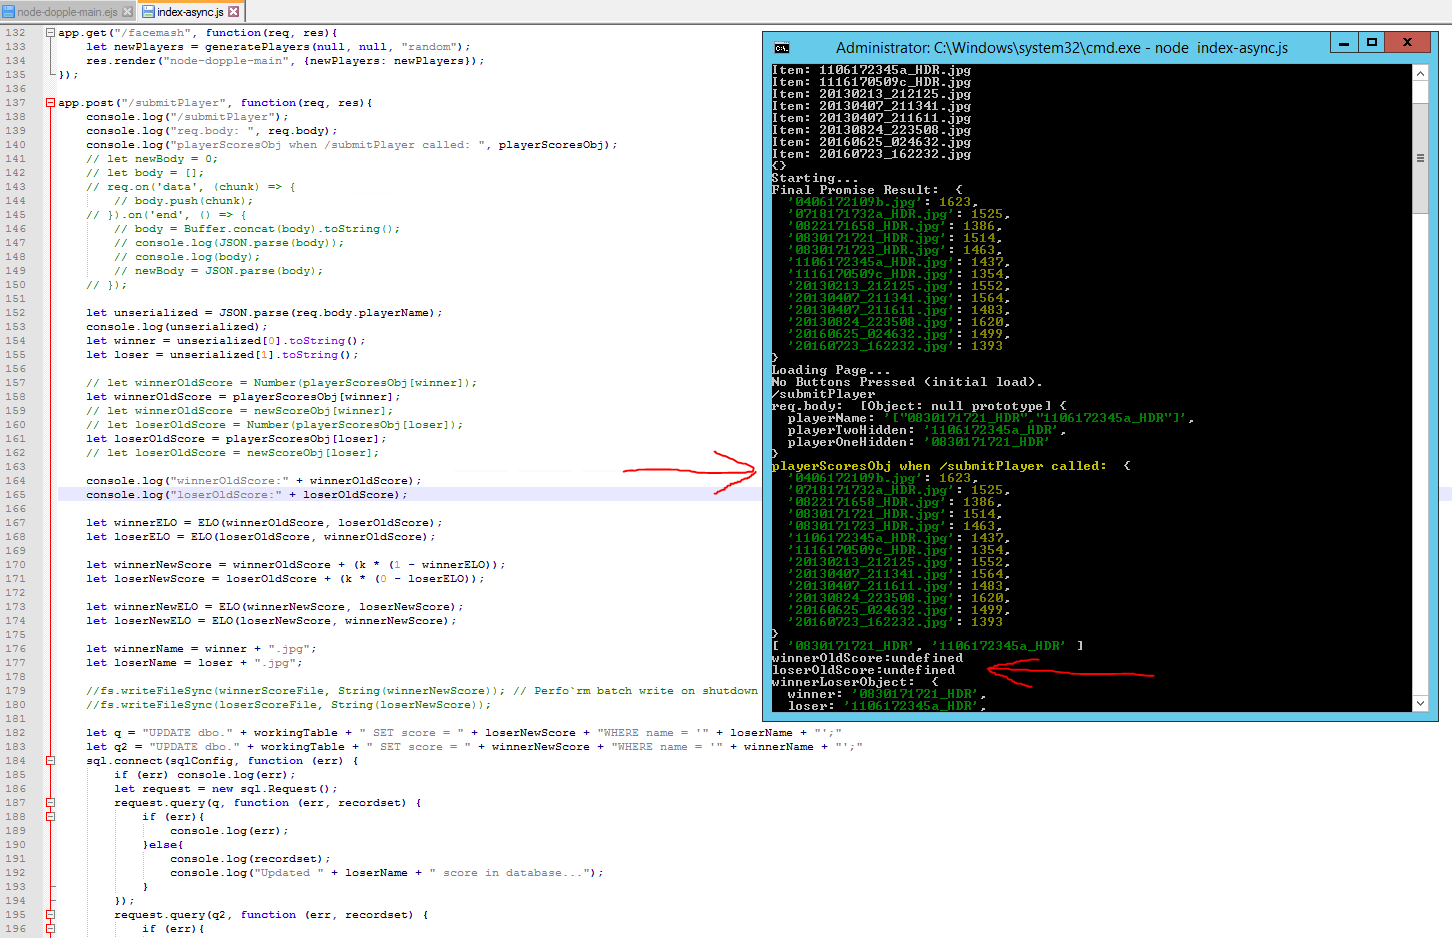 node-dopple-main.ejs
index-async.js
132 app.get("/facemash", function(req, res){
133     let newPlayers = generatePlayers(null, null, "random");
134     res.render("node-dopple-main", {newPlayers: newPlayers});
135 });
136
137 app.post("/submitPlayer", function(req, res){
138     console.log("/submitPlayer");
139     console.log("req.body: ", req.body);
140     console.log("playerScoresObj when /submitPlayer called: ", playerScoresObj);
141     // let newBody = 0;
142     // let body = [];
143     // req.on('data', (chunk) => {
144         // body.push(chunk);
145     // }).on('end', () => {
146         // body = Buffer.concat(body).toString();
147         // console.log(JSON.parse(body));
148         // console.log(body);
149         // newBody = JSON.parse(body);
150     // });
151
152     let unserialized = JSON.parse(req.body.playerName);
153     console.log(unserialized);
154     let winner = unserialized[0].toString();
155     let loser = unserialized[1].toString();
156
157     // let winnerOldScore = Number(playerScoresObj[winner]);
158     let winnerOldScore = playerScoresObj[winner];
159     // let winnerOldScore = newScoreObj[winner];
160     // let loserOldScore = Number(playerScoresObj[loser]);
161     let loserOldScore = playerScoresObj[loser];
162     // let loserOldScore = newScoreObj[loser];
163
164     console.log("winnerOldScore:" + winnerOldScore);
165     console.log("loserOldScore:" + loserOldScore);
166
167     let winnerELO = ELO(winnerOldScore, loserOldScore);
168     let loserELO = ELO(loserOldScore, winnerOldScore);
169
170     let winnerNewScore = winnerOldScore + (k * (1 - winnerELO));
171     let loserNewScore = loserOldScore + (k * (0 - loserELO));
172
173     let winnerNewELO = ELO(winnerNewScore, loserNewScore);
174     let loserNewELO = ELO(loserNewScore, winnerNewScore);
175
176     let winnerName = winner + ".jpg";
177     let loserName = loser + ".jpg";
178
179     //fs.writeFileSync(winnerScoreFile, String(winnerNewScore)); // Perfo`rm batch write on shutdown
180     //fs.writeFileSync(loserScoreFile, String(loserNewScore));
181
182     let q = "UPDATE dbo." + workingTable + " SET score = " + loserNewScore + "WHERE name = '" + loserName + "';"
183     let q2 = "UPDATE dbo." + workingTable + " SET score = " + winnerNewScore + "WHERE name = '" + winnerName + "';"
184     sql.connect(sqlConfig, function (err) {
185         if (err) console.log(err);
186         let request = new sql.Request();
187         request.query(q, function (err, recordset) {
188             if (err){
189                 console.log(err);
190             }else{
191                 console.log(recordset);
192                 console.log("Updated " + loserName + " score in database...");
193             }
194         });
195         request.query(q2, function (err, recordset) {
196             if (err){
Administrator: C:\Windows\system32\cmd.exe - node  index-async.js
Item: 1106172345a_HDR.jpg
Item: 1116170509c_HDR.jpg
Item: 20130213_212125.jpg
Item: 20130407_211341.jpg
Item: 20130407_211611.jpg
Item: 20130824_223508.jpg
Item: 20160625_024632.jpg
Item: 20160723_162232.jpg
{}
Starting...
Final Promise Result:  {
  '0406172109b.jpg': 1623,
  '0718171732a_HDR.jpg': 1525,
  '0822171658_HDR.jpg': 1386,
  '0830171721_HDR.jpg': 1514,
  '0830171723_HDR.jpg': 1463,
  '1106172345a_HDR.jpg': 1437,
  '1116170509c_HDR.jpg': 1354,
  '20130213_212125.jpg': 1552,
  '20130407_211341.jpg': 1564,
  '20130407_211611.jpg': 1483,
  '20130824_223508.jpg': 1620,
  '20160625_024632.jpg': 1499,
  '20160723_162232.jpg': 1393
}
Loading Page...
No Buttons Pressed (initial load).
/submitPlayer
req.body:  [Object: null prototype] {
  playerName: '["0830171721_HDR","1106172345a_HDR"]',
  playerTwoHidden: '1106172345a_HDR',
  playerOneHidden: '0830171721_HDR'
}
playerScoresObj when /submitPlayer called:  {
  '0406172109b.jpg': 1623,
  '0718171732a_HDR.jpg': 1525,
  '0822171658_HDR.jpg': 1386,
  '0830171721_HDR.jpg': 1514,
  '0830171723_HDR.jpg': 1463,
  '1106172345a_HDR.jpg': 1437,
  '1116170509c_HDR.jpg': 1354,
  '20130213_212125.jpg': 1552,
  '20130407_211341.jpg': 1564,
  '20130407_211611.jpg': 1483,
  '20130824_223508.jpg': 1620,
  '20160625_024632.jpg': 1499,
  '20160723_162232.jpg': 1393
}
[ '0830171721_HDR', '1106172345a_HDR' ]
winnerOldScore:undefined
loserOldScore:undefined
winnerLoserObject:  {
  winner: '0830171721_HDR',
  loser: '1106172345a_HDR',